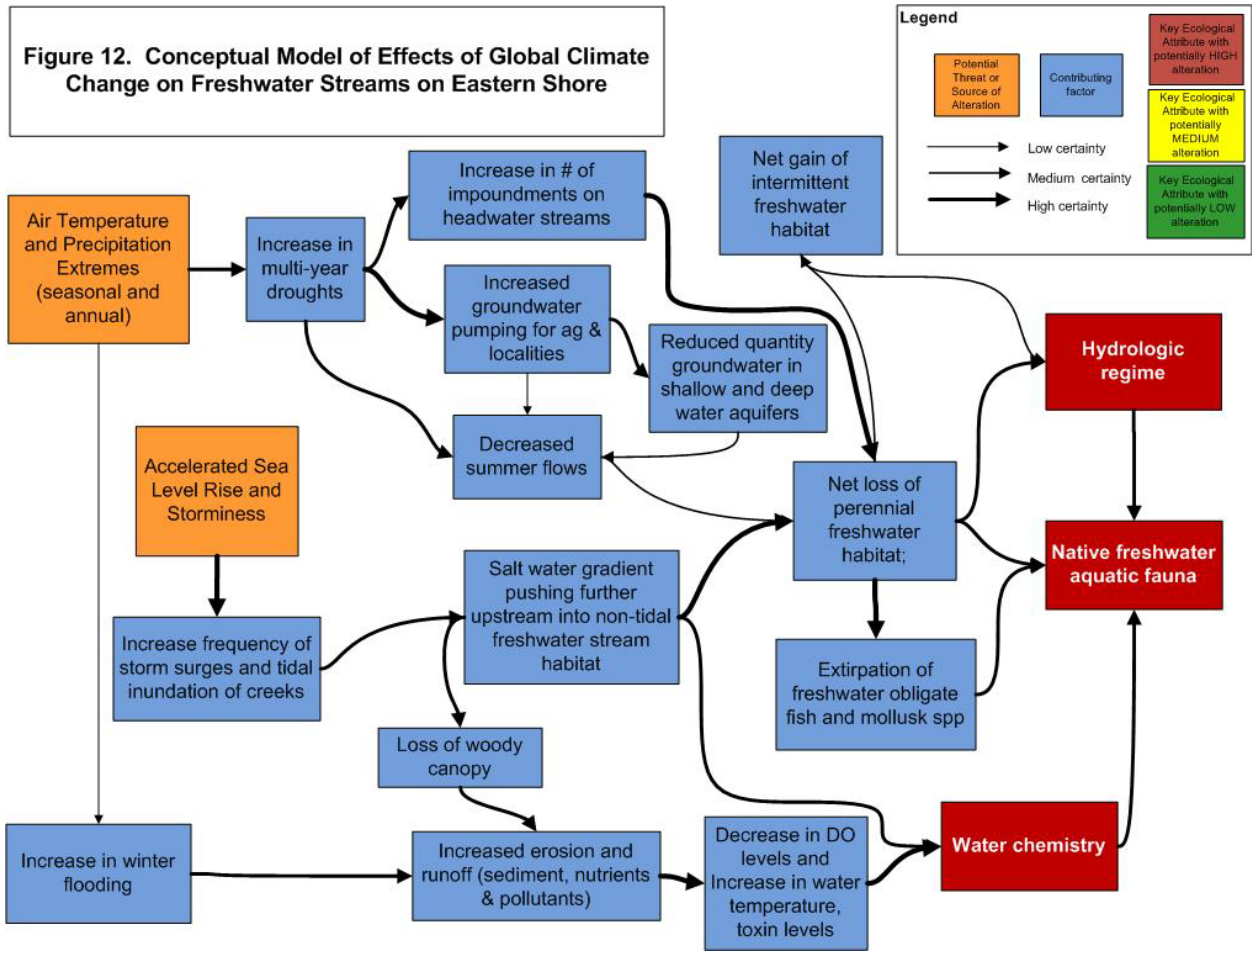 Figure 12.  Conceptual Model of Effects of Global Climate
Change on Freshwater Streams on Eastern Shore
Legend
Potential
Threat or
Source of
Alteration
Contributing
factor
Key Ecological
Attribute with
potentially HIGH
alteration
Key Ecological
Attribute with
potentially
MEDIUM
alteration
Key Ecological
Attribute with
potentially LOW
alteration
Low certainty
Medium certainty
High certainty
Air Temperature
and Precipitation
Extremes
(seasonal and
annual)
Increase in
multi-year
droughts
Increase in # of
impoundments on
headwater streams
Net gain of
intermittent
freshwater
habitat
Increased
groundwater
pumping for ag &
localities
Reduced quantity
groundwater in
shallow and deep
water aquifers
Hydrologic
regime
Decreased
summer flows
Accelerated Sea
Level Rise and
Storminess
Net loss of
perennial
freshwater
habitat;
Native freshwater
aquatic fauna
Salt water gradient
pushing further
upstream into non-tidal
freshwater stream
habitat
Increase frequency of
storm surges and tidal
inundation of creeks
Extirpation of
freshwater obligate
fish and mollusk spp
Loss of woody
canopy
Water chemistry
Increase in winter
flooding
Increased erosion and
runoff (sediment, nutrients
& pollutants)
Decrease in DO
levels and
Increase in water
temperature,
toxin levels